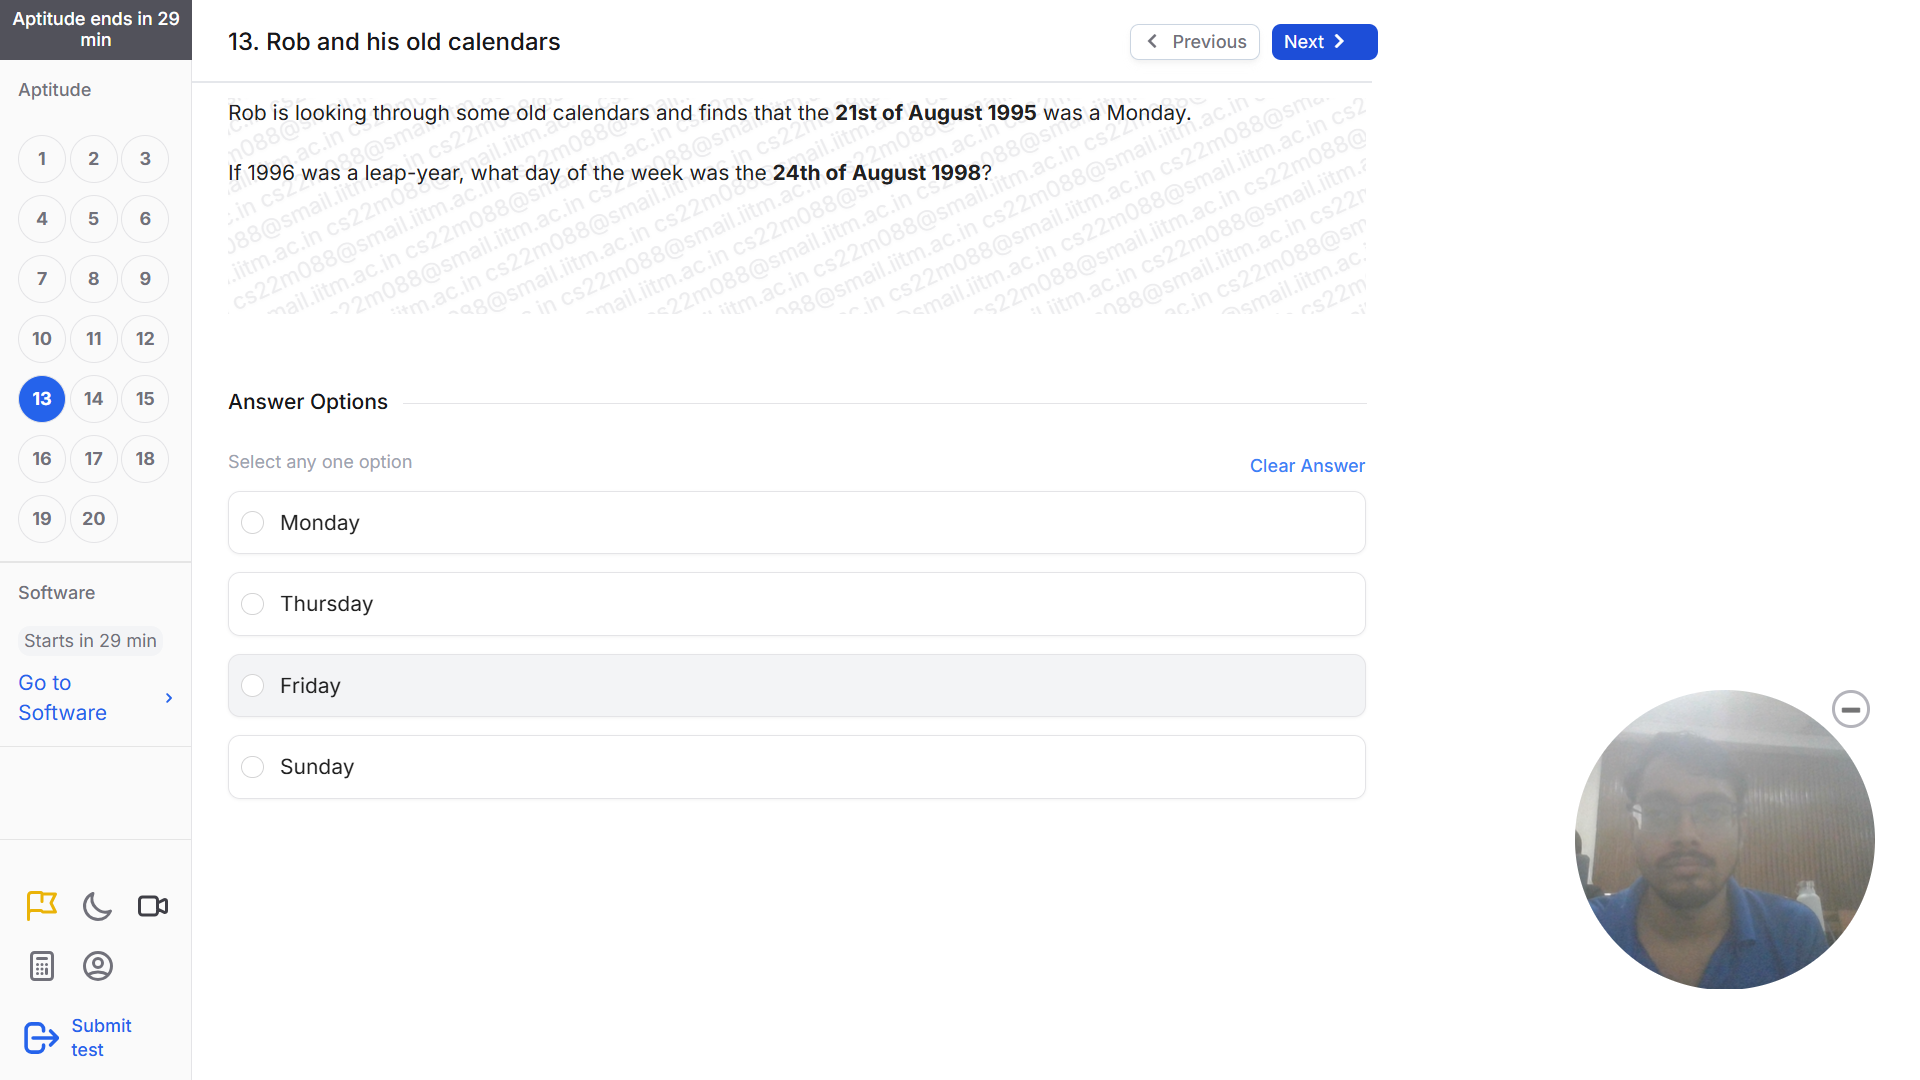 Aptitude ends in 29
min
13. Rob and his old calendars
Previous
Next
Aptitude
Rob is looking through some old calendars and finds that the 21st of August 1995 was a Monday.
If 1996 was a leap-year, what day of the week was the 24th of August 1998?
cs22m088@smail.iitm.ac.in
1 2 3
4 5 6
7 8 9
10 11 12
13 14 15
16 17 18
19 20
Answer Options
Select any one option
Clear Answer
Monday
Thursday
Friday
Sunday
Software
Starts in 29 min
Go to
Software
Submit
test